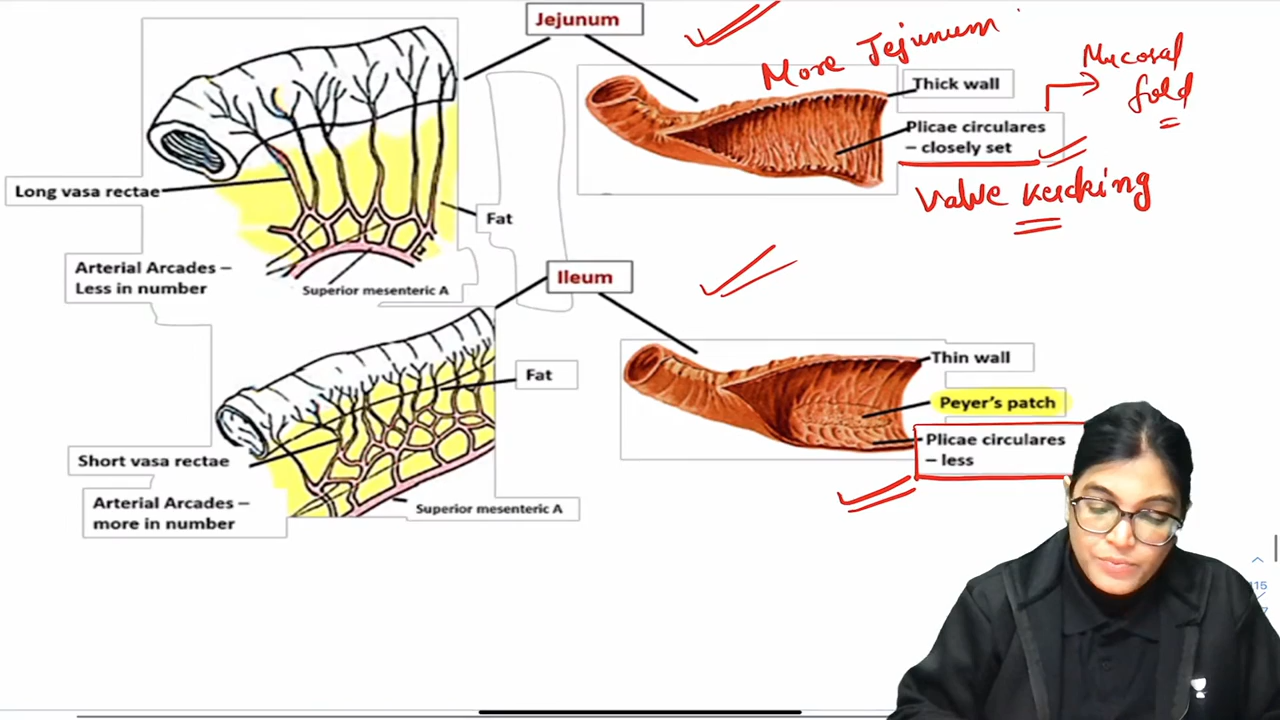 Jejunum
More Jejunum
Mucosal
fold
Thick wall
Plicae circulares
– closely set
Valve
Long vasa rectae
Fat
Arterial Arcades –
Less in number
Superior mesenteric A
Ileum
Thin wall
Fat
Peyer's patch
Plicae circulares
– less
Short vasa rectae
Arterial Arcades –
more in number
Superior mesenteric A
115